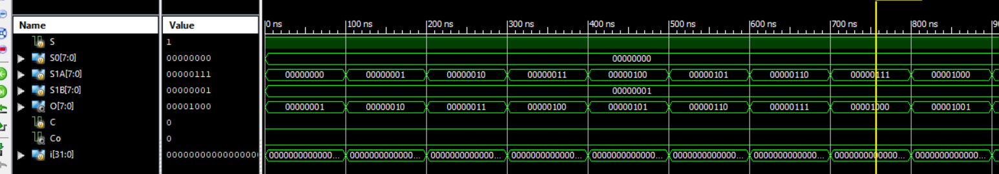 Name Value 0 ns 100 ns 200 ns 300 ns 400 ns 500 ns 600 ns 700 ns 800 ns
S 1
S0[7:0] 00000000 00000000
S1A[7:0] 00000111 00000000 00000001 00000010 00000011 00000100 00000101 00000110 00000111 00001000
S1B[7:0] 00000001 00000001
O[7:0] 00001000 00000001 00000010 00000011 00000100 00000101 00000110 00000111 00001000 00001001
C 0
Co 0
i[31:0] 00000000000000000 0000000000000... 0000000000000... 0000000000000... 0000000000000... 0000000000000... 0000000000000... 0000000000000... 0000000000000... 0000000000000...